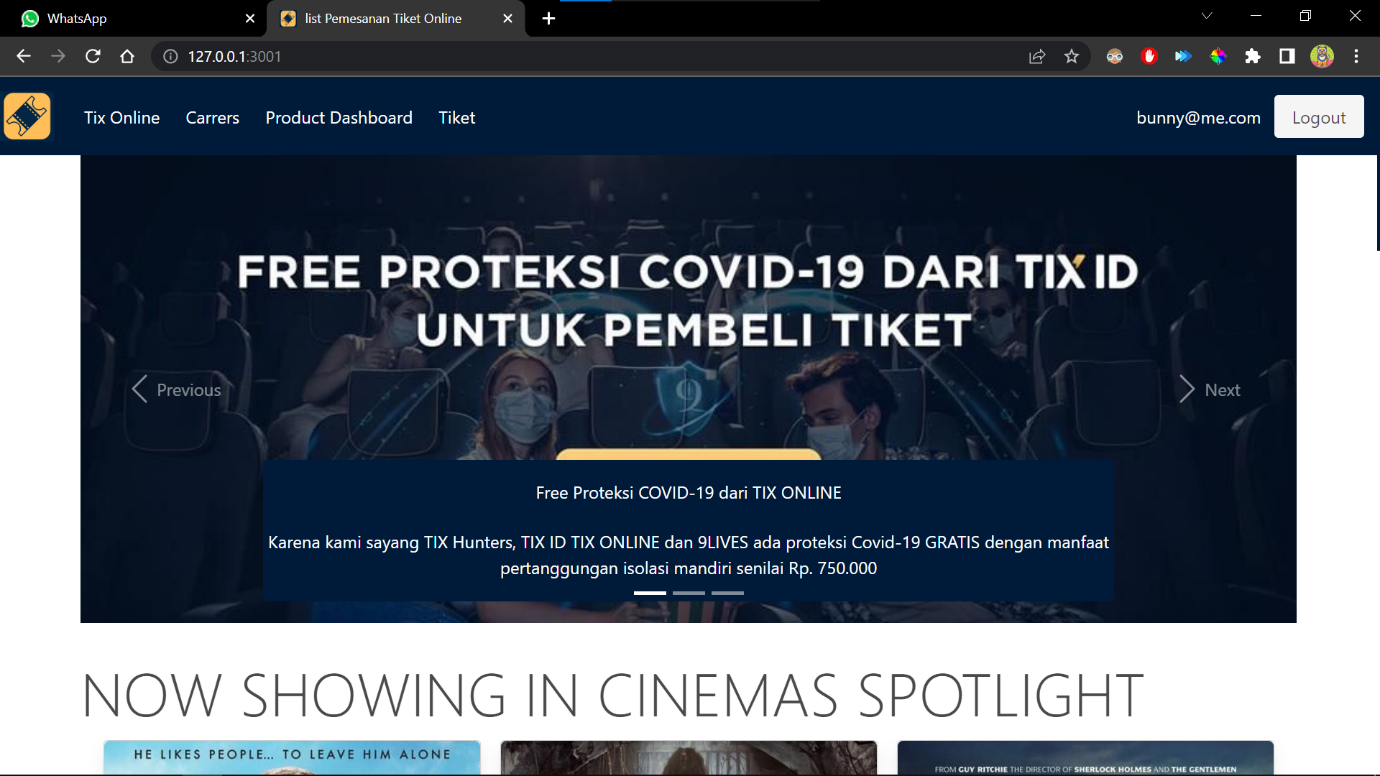 WhatsApp
list Pemesanan Tiket Online
127.0.0.1:3001
Tix Online
Carrers
Product Dashboard
Tiket
bunny@me.com
Logout
FREE PROTEKSI COVID-19 DARI TIX ID
UNTUK PEMBELI TIKET
9
Previous
Next
Free Proteksi COVID-19 dari TIX ONLINE
Karena kami sayang TIX Hunters, TIX ID TIX ONLINE dan 9LIVES ada proteksi Covid-19 GRATIS dengan manfaat
pertanggungan isolasi mandiri senilai Rp. 750.000
NOW SHOWING IN CINEMAS SPOTLIGHT
HE LIKES PEOPLE... TO LEAVE HIM ALONE
FROM GUY RITCHIE THE DIRECTOR OF SHERLOCK HOLMES AND THE GENTLEMEN